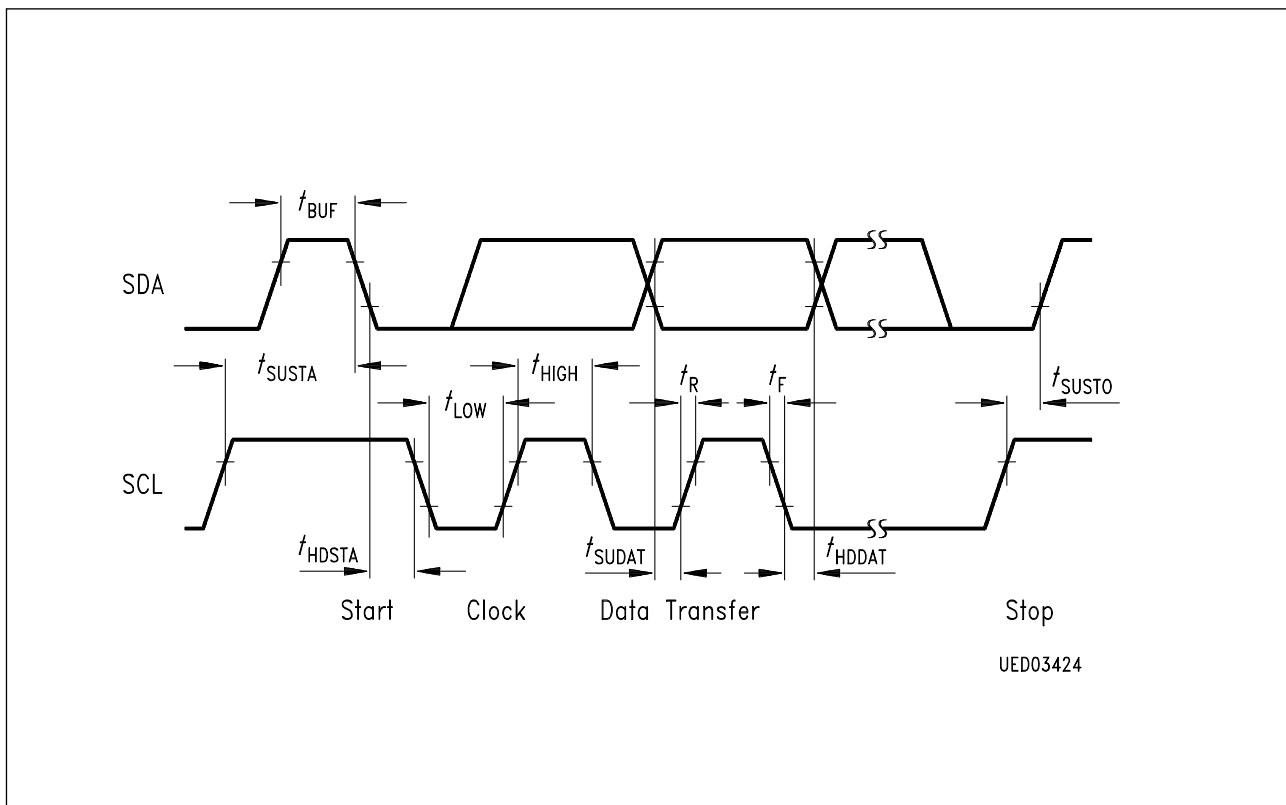 tBUF
SDA
tSUSTA
tHIGH
tR
tF
tSUSTO
tLOW
SCL
tHDSTA
tSUDAT
tHDDAT
Start
Clock
Data Transfer
Stop
UED03424